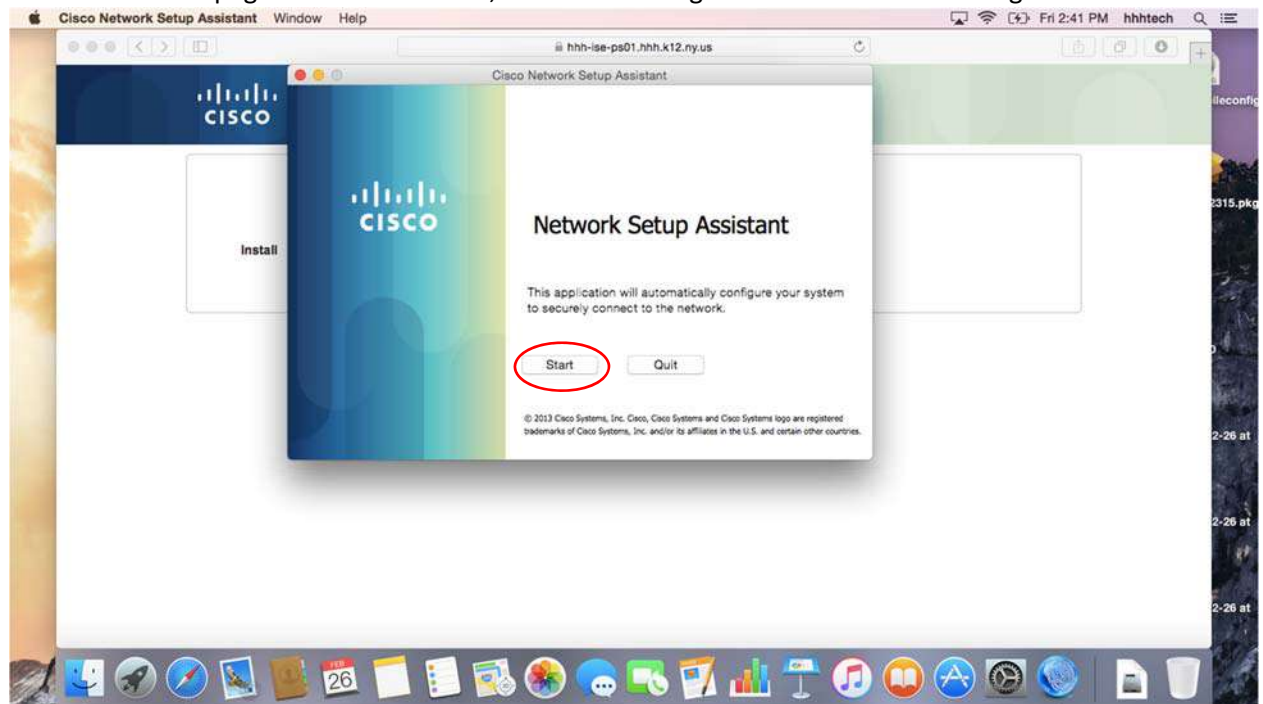 Cisco Network Setup Assistant Window Help Fri 2:41 PM hhhtech
hhh-ise-ps01.hhh.k12.ny.us
Cisco Network Setup Assistant
CISCO
CISCO
Network Setup Assistant
Install
This application will automatically configure your system
to securely connect to the network.
Start Quit
© 2013 Cisco Systems, Inc. Cisco, Cisco Systems and Cisco Systems logo are registered
trademarks of Cisco Systems, Inc. and/or its affiliates in the U.S. and certain other countries.
2315.pkg
2-26 at
2-26 at
2-26 at
FEB
26